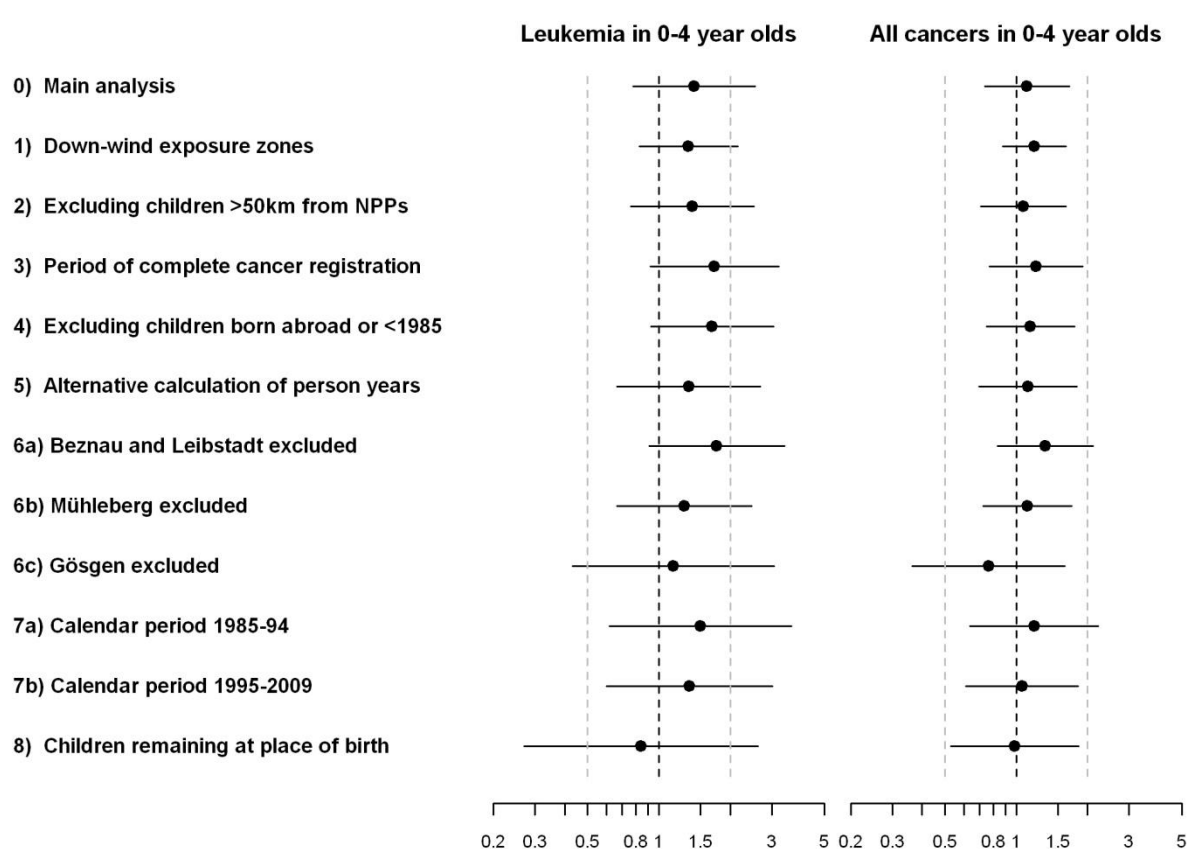 Leukemia in 0-4 year olds All cancers in 0-4 year olds
0) Main analysis
1) Down-wind exposure zones
2) Excluding children >50km from NPPs
3) Period of complete cancer registration
4) Excluding children born abroad or <1985
5) Alternative calculation of person years
6a) Beznau and Leibstadt excluded
6b) Mühleberg excluded
6c) Gösgen excluded
7a) Calendar period 1985-94
7b) Calendar period 1995-2009
8) Children remaining at place of birth
0.2 0.3 0.5 0.8 1 1.5 3 5 0.2 0.3 0.5 0.8 1 1.5 3 5